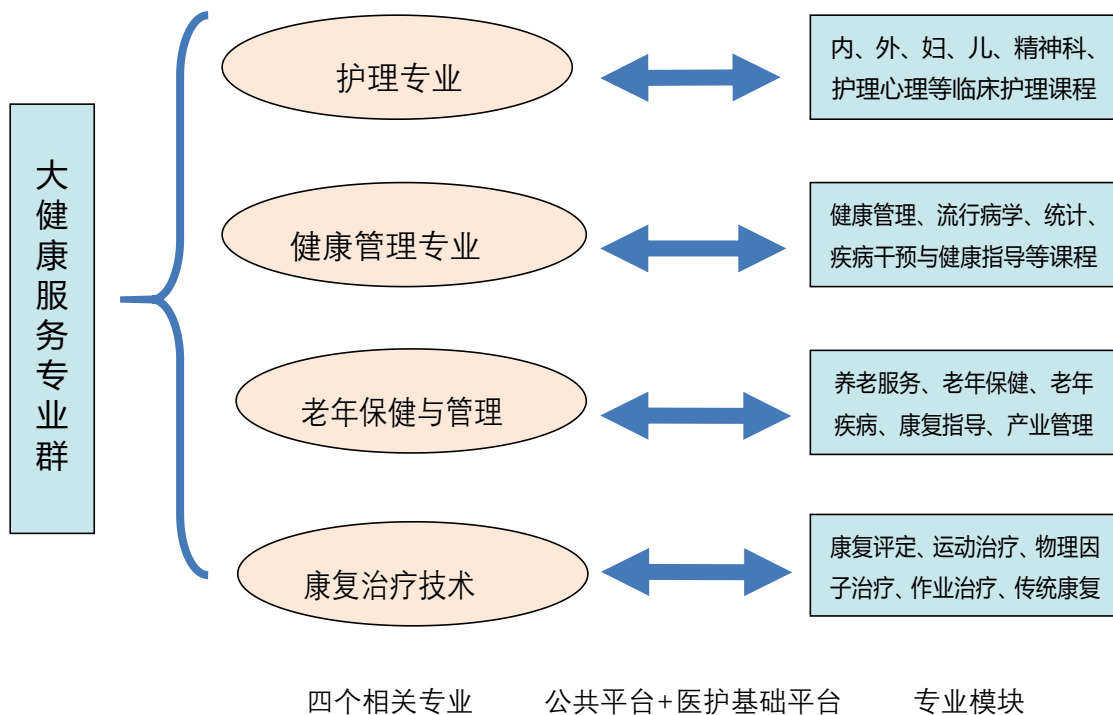 大健康服务专业群
护理专业
内、外、妇、儿、精神科、
护理心理等临床护理课程
健康管理专业
健康管理、流行病学、统计、
疾病干预与健康指导等课程
老年保健与管理
养老服务、老年保健、老年
疾病、康复指导、产业管理
康复治疗技术
康复评定、运动治疗、物理因
子治疗、作业治疗、传统康复
四个相关专业
公共平台+医护基础平台
专业模块